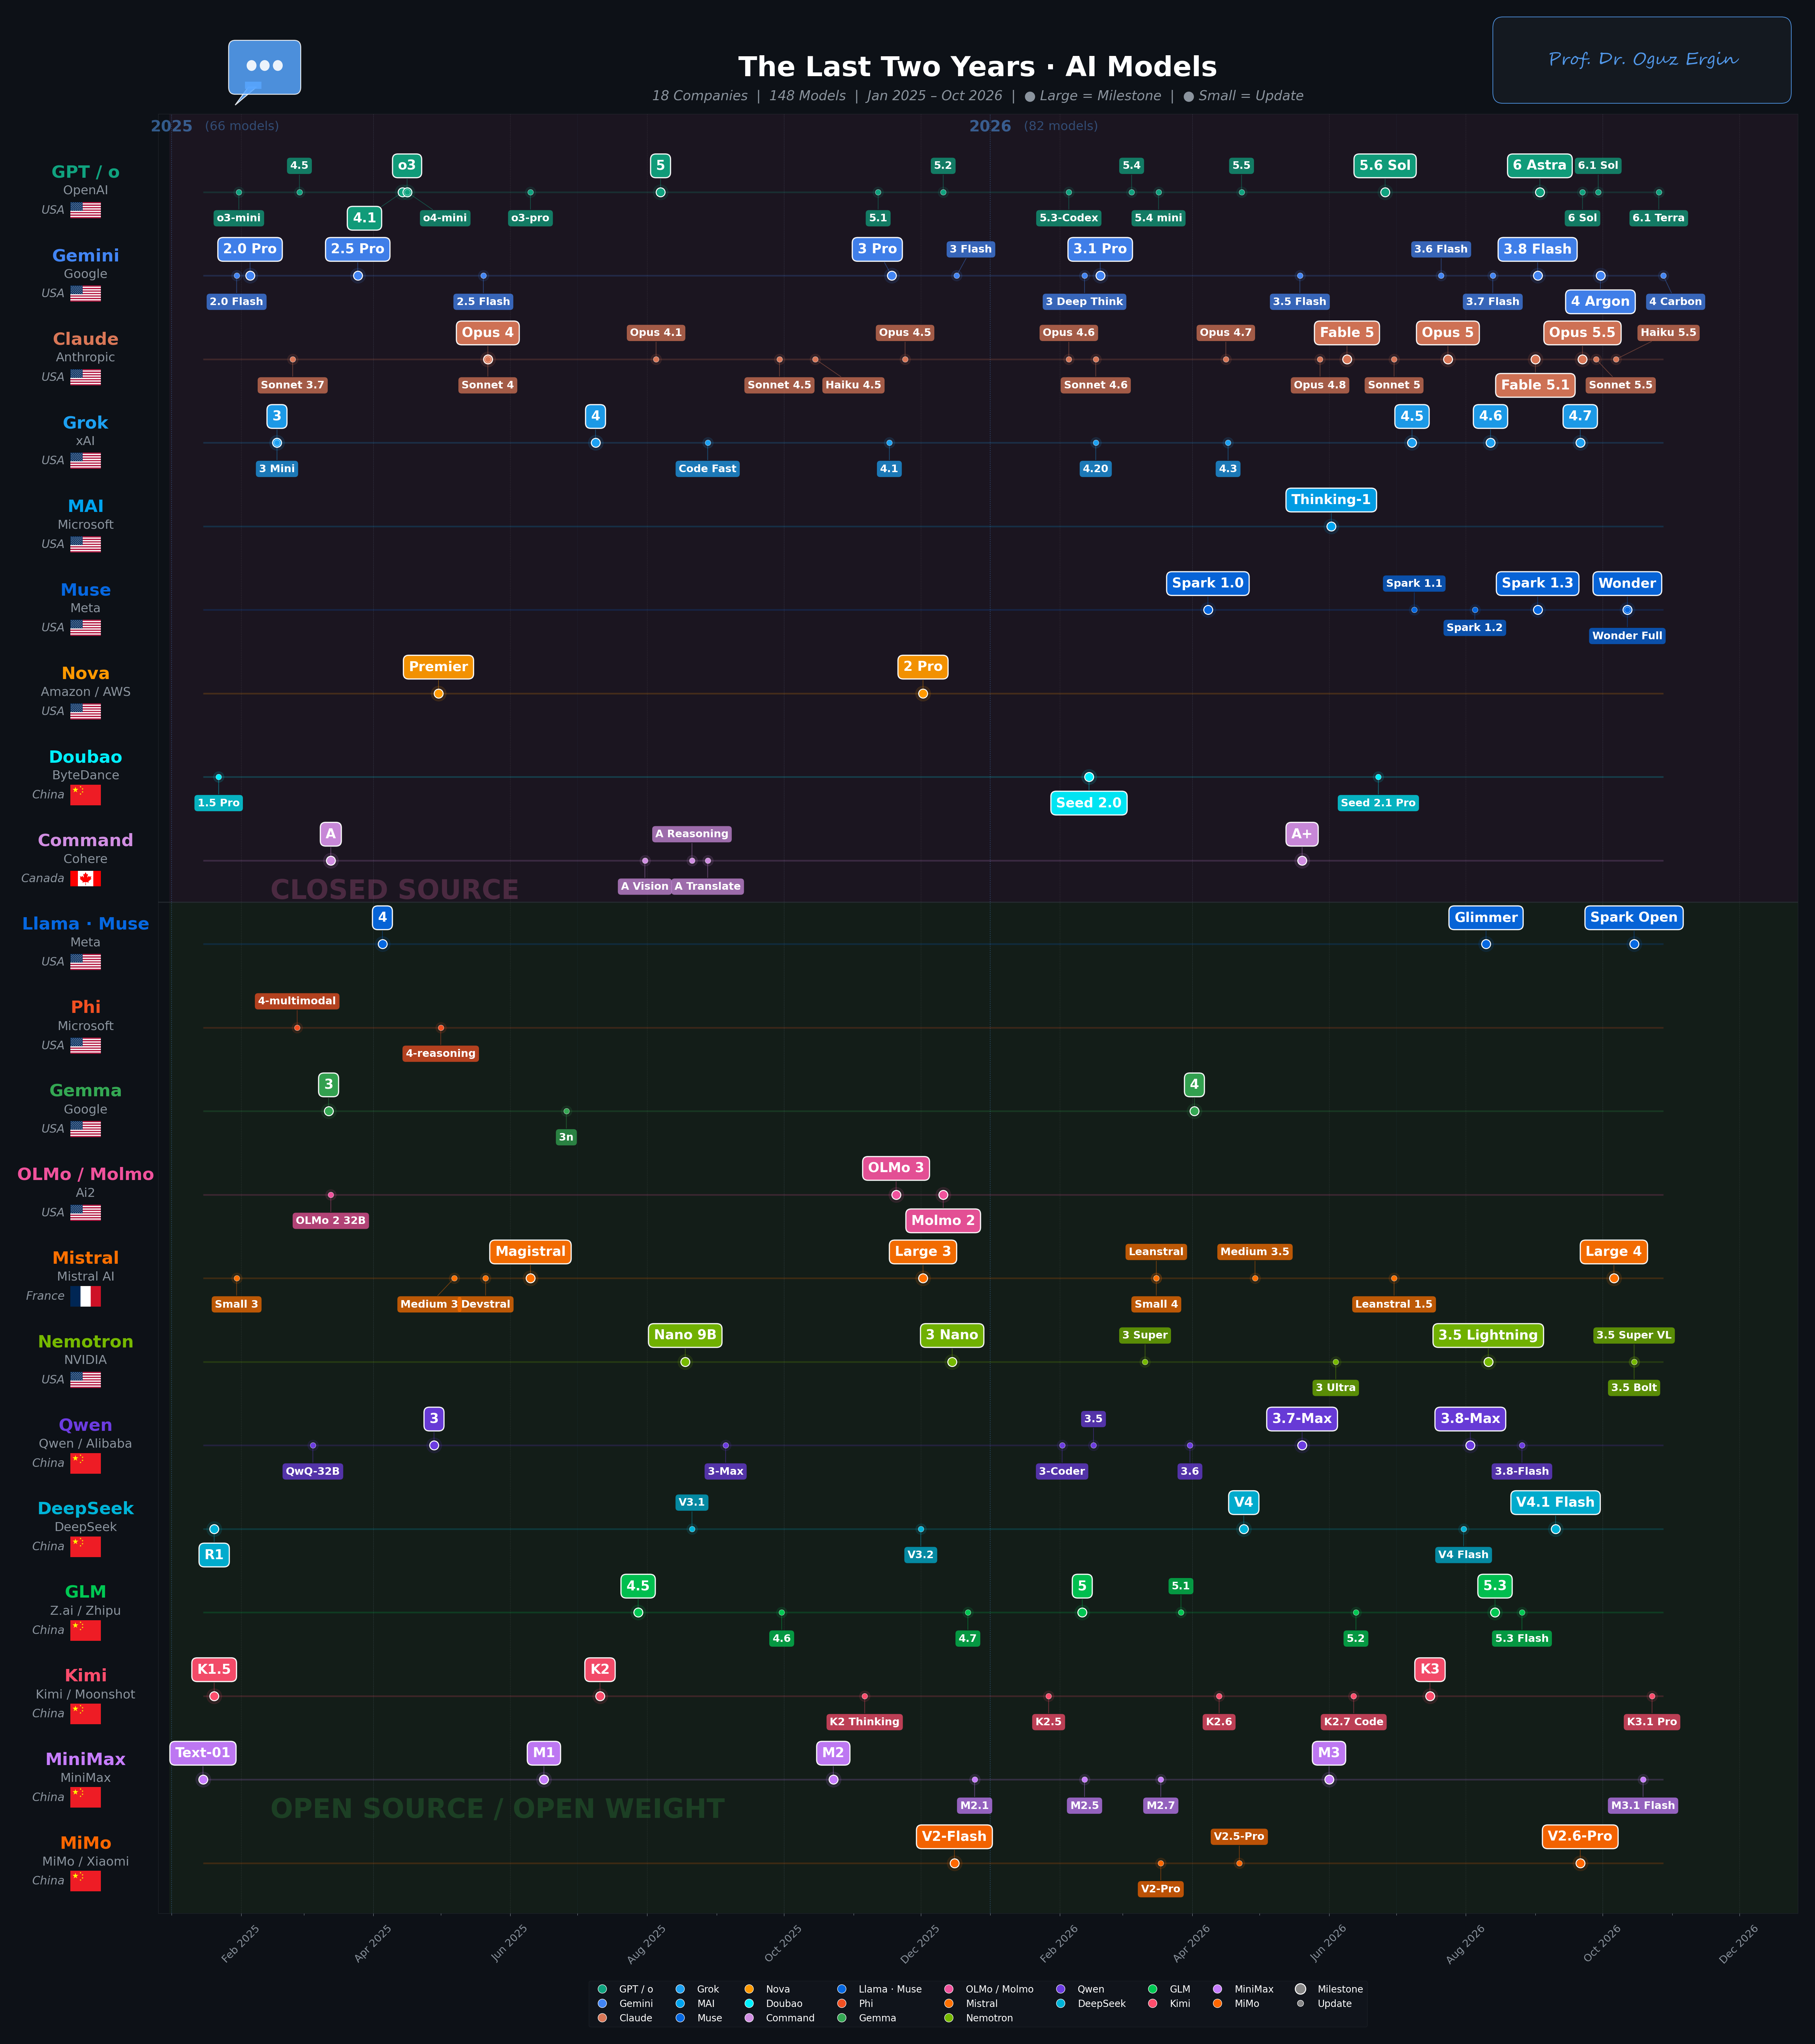 The Last Two Years · AI Models
Prof. Dr. Oguz Ergin
18 Companies | 148 Models | Jan 2025 – Oct 2026 | ● Large = Milestone | ● Small = Update
2025 (66 models)
2026 (82 models)
GPT / o
OpenAI
USA
4.5 o3 5 5.2 5.4 5.5 5.6 Sol 6 Astra 6.1 Sol
o3-mini 4.1 o4-mini o3-pro 5.1 5.3-Codex 5.4 mini 6 Sol 6.1 Terra
Gemini
Google
USA
2.0 Pro 2.5 Pro 3 Pro 3 Flash 3.1 Pro 3.6 Flash 3.8 Flash
2.0 Flash 2.5 Flash 3 Deep Think 3.5 Flash 3.7 Flash 4 Argon 4 Carbon
Claude
Anthropic
USA
Opus 4 Opus 4.1 Opus 4.5 Opus 4.6 Opus 4.7 Fable 5 Opus 5 Opus 5.5 Haiku 5.5
Sonnet 3.7 Sonnet 4 Sonnet 4.5 Haiku 4.5 Sonnet 4.6 Opus 4.8 Sonnet 5 Fable 5.1 Sonnet 5.5
Grok
xAI
USA
3 4 4.5 4.6 4.7
3 Mini Code Fast 4.1 4.20 4.3
MAI
Microsoft
USA
Thinking-1
Muse
Meta
USA
Spark 1.0 Spark 1.1 Spark 1.3 Wonder
Spark 1.2 Wonder Full
Nova
Amazon / AWS
USA
Premier 2 Pro
Doubao
ByteDance
China
1.5 Pro Seed 2.0 Seed 2.1 Pro
Command
Cohere
Canada
A A Reasoning A+
A Vision A Translate
CLOSED SOURCE
Llama · Muse
Meta
USA
4 Glimmer Spark Open
Phi
Microsoft
USA
4-multimodal
4-reasoning
Gemma
Google
USA
3 4
3n
OLMo / Molmo
Ai2
USA
OLMo 3
OLMo 2 32B Molmo 2
Mistral
Mistral AI
France
Magistral Large 3 Leanstral Medium 3.5 Large 4
Small 3 Medium 3 Devstral Small 4 Leanstral 1.5
Nemotron
NVIDIA
USA
Nano 9B 3 Nano 3 Super 3.5 Lightning 3.5 Super VL
3 Ultra 3.5 Bolt
Qwen
Qwen / Alibaba
China
3 3.5 3.7-Max 3.8-Max
QwQ-32B 3-Max 3-Coder 3.6 3.8-Flash
DeepSeek
DeepSeek
China
V3.1 V4 V4.1 Flash
R1 V3.2 V4 Flash
GLM
Z.ai / Zhipu
China
4.5 5 5.1 5.3
4.6 4.7 5.2 5.3 Flash
Kimi
Kimi / Moonshot
China
K1.5 K2 K3
K2 Thinking K2.5 K2.6 K2.7 Code K3.1 Pro
MiniMax
MiniMax
China
Text-01 M1 M2 M3
M2.1 M2.5 M2.7 M3.1 Flash
OPEN SOURCE / OPEN WEIGHT
MiMo
MiMo / Xiaomi
China
V2-Flash V2.5-Pro V2.6-Pro
V2-Pro
Feb 2025 Apr 2025 Jun 2025 Aug 2025 Oct 2025 Dec 2025 Feb 2026 Apr 2026 Jun 2026 Aug 2026 Oct 2026 Dec 2026
GPT / o Grok Nova Llama · Muse OLMo / Molmo Qwen GLM MiniMax Milestone
Gemini MAI Doubao Phi Mistral DeepSeek Kimi MiMo Update
Claude Muse Command Gemma Nemotron